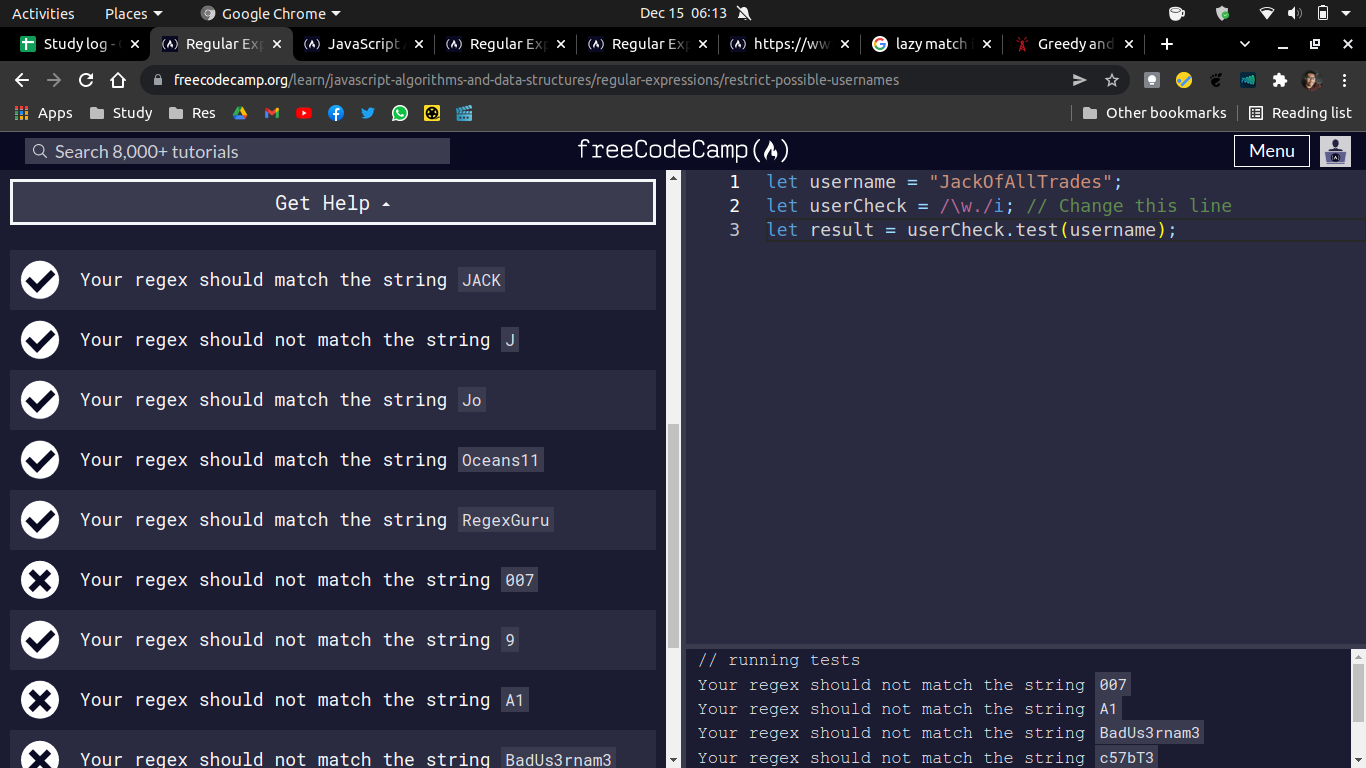 Activities Places Google Chrome Dec 15 06:13
Study log - Regular Exp JavaScript A Regular Exp Regular Exp https://ww lazy match Greedy and
freecodecamp.org/learn/javascript-algorithms-and-data-structures/regular-expressions/restrict-possible-usernames
Apps Study Res Other bookmarks Reading list
Search 8,000+ tutorials freeCodeCamp Menu
Get Help
Your regex should match the string JACK
Your regex should not match the string J
Your regex should match the string Jo
Your regex should match the string Oceans11
Your regex should match the string RegexGuru
Your regex should not match the string 007
Your regex should not match the string 9
Your regex should not match the string A1
Your regex should not match the string BadUs3rnam3
1 let username = "JackOfAllTrades";
2 let userCheck = /\w./i; // Change this line
3 let result = userCheck.test(username);
// running tests
Your regex should not match the string 007
Your regex should not match the string A1
Your regex should not match the string BadUs3rnam3
Your regex should not match the string c57bT3